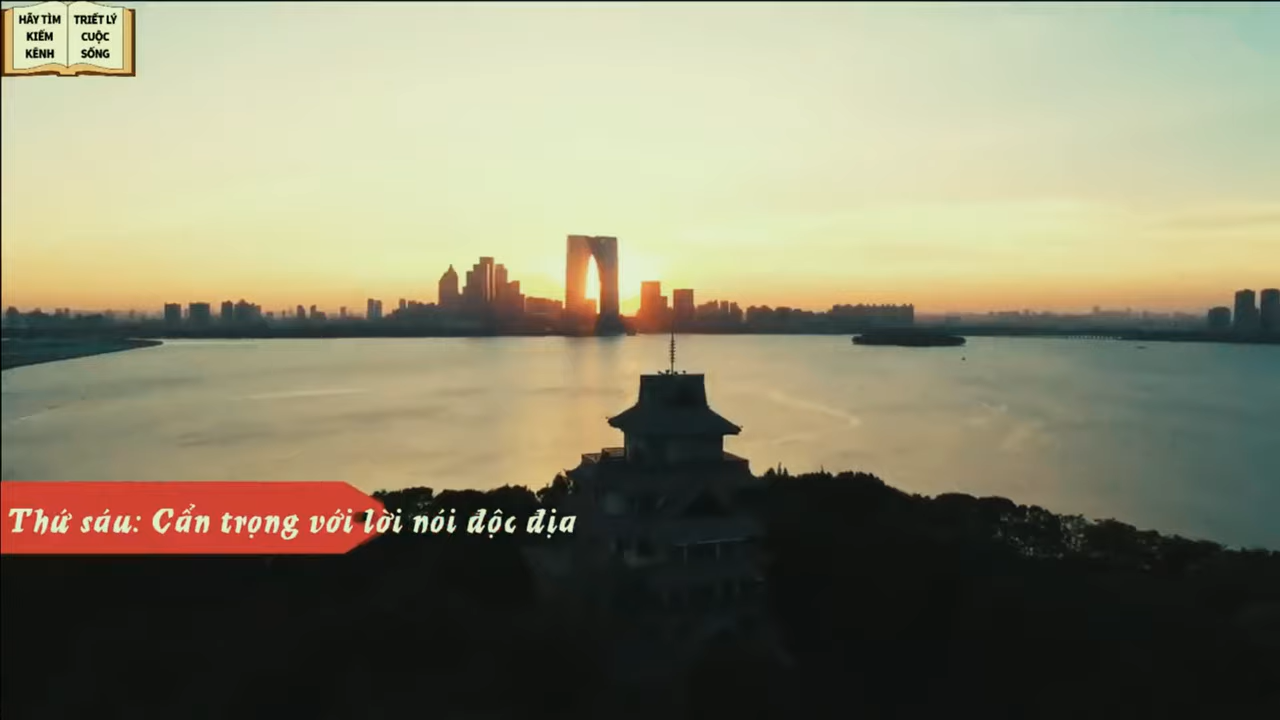 HÃY TÌM
KIẾM
KÊNH
TRIẾT LÝ
CUỘC
SỐNG
Thứ sáu: Cẩn trọng với lời nói độc địa